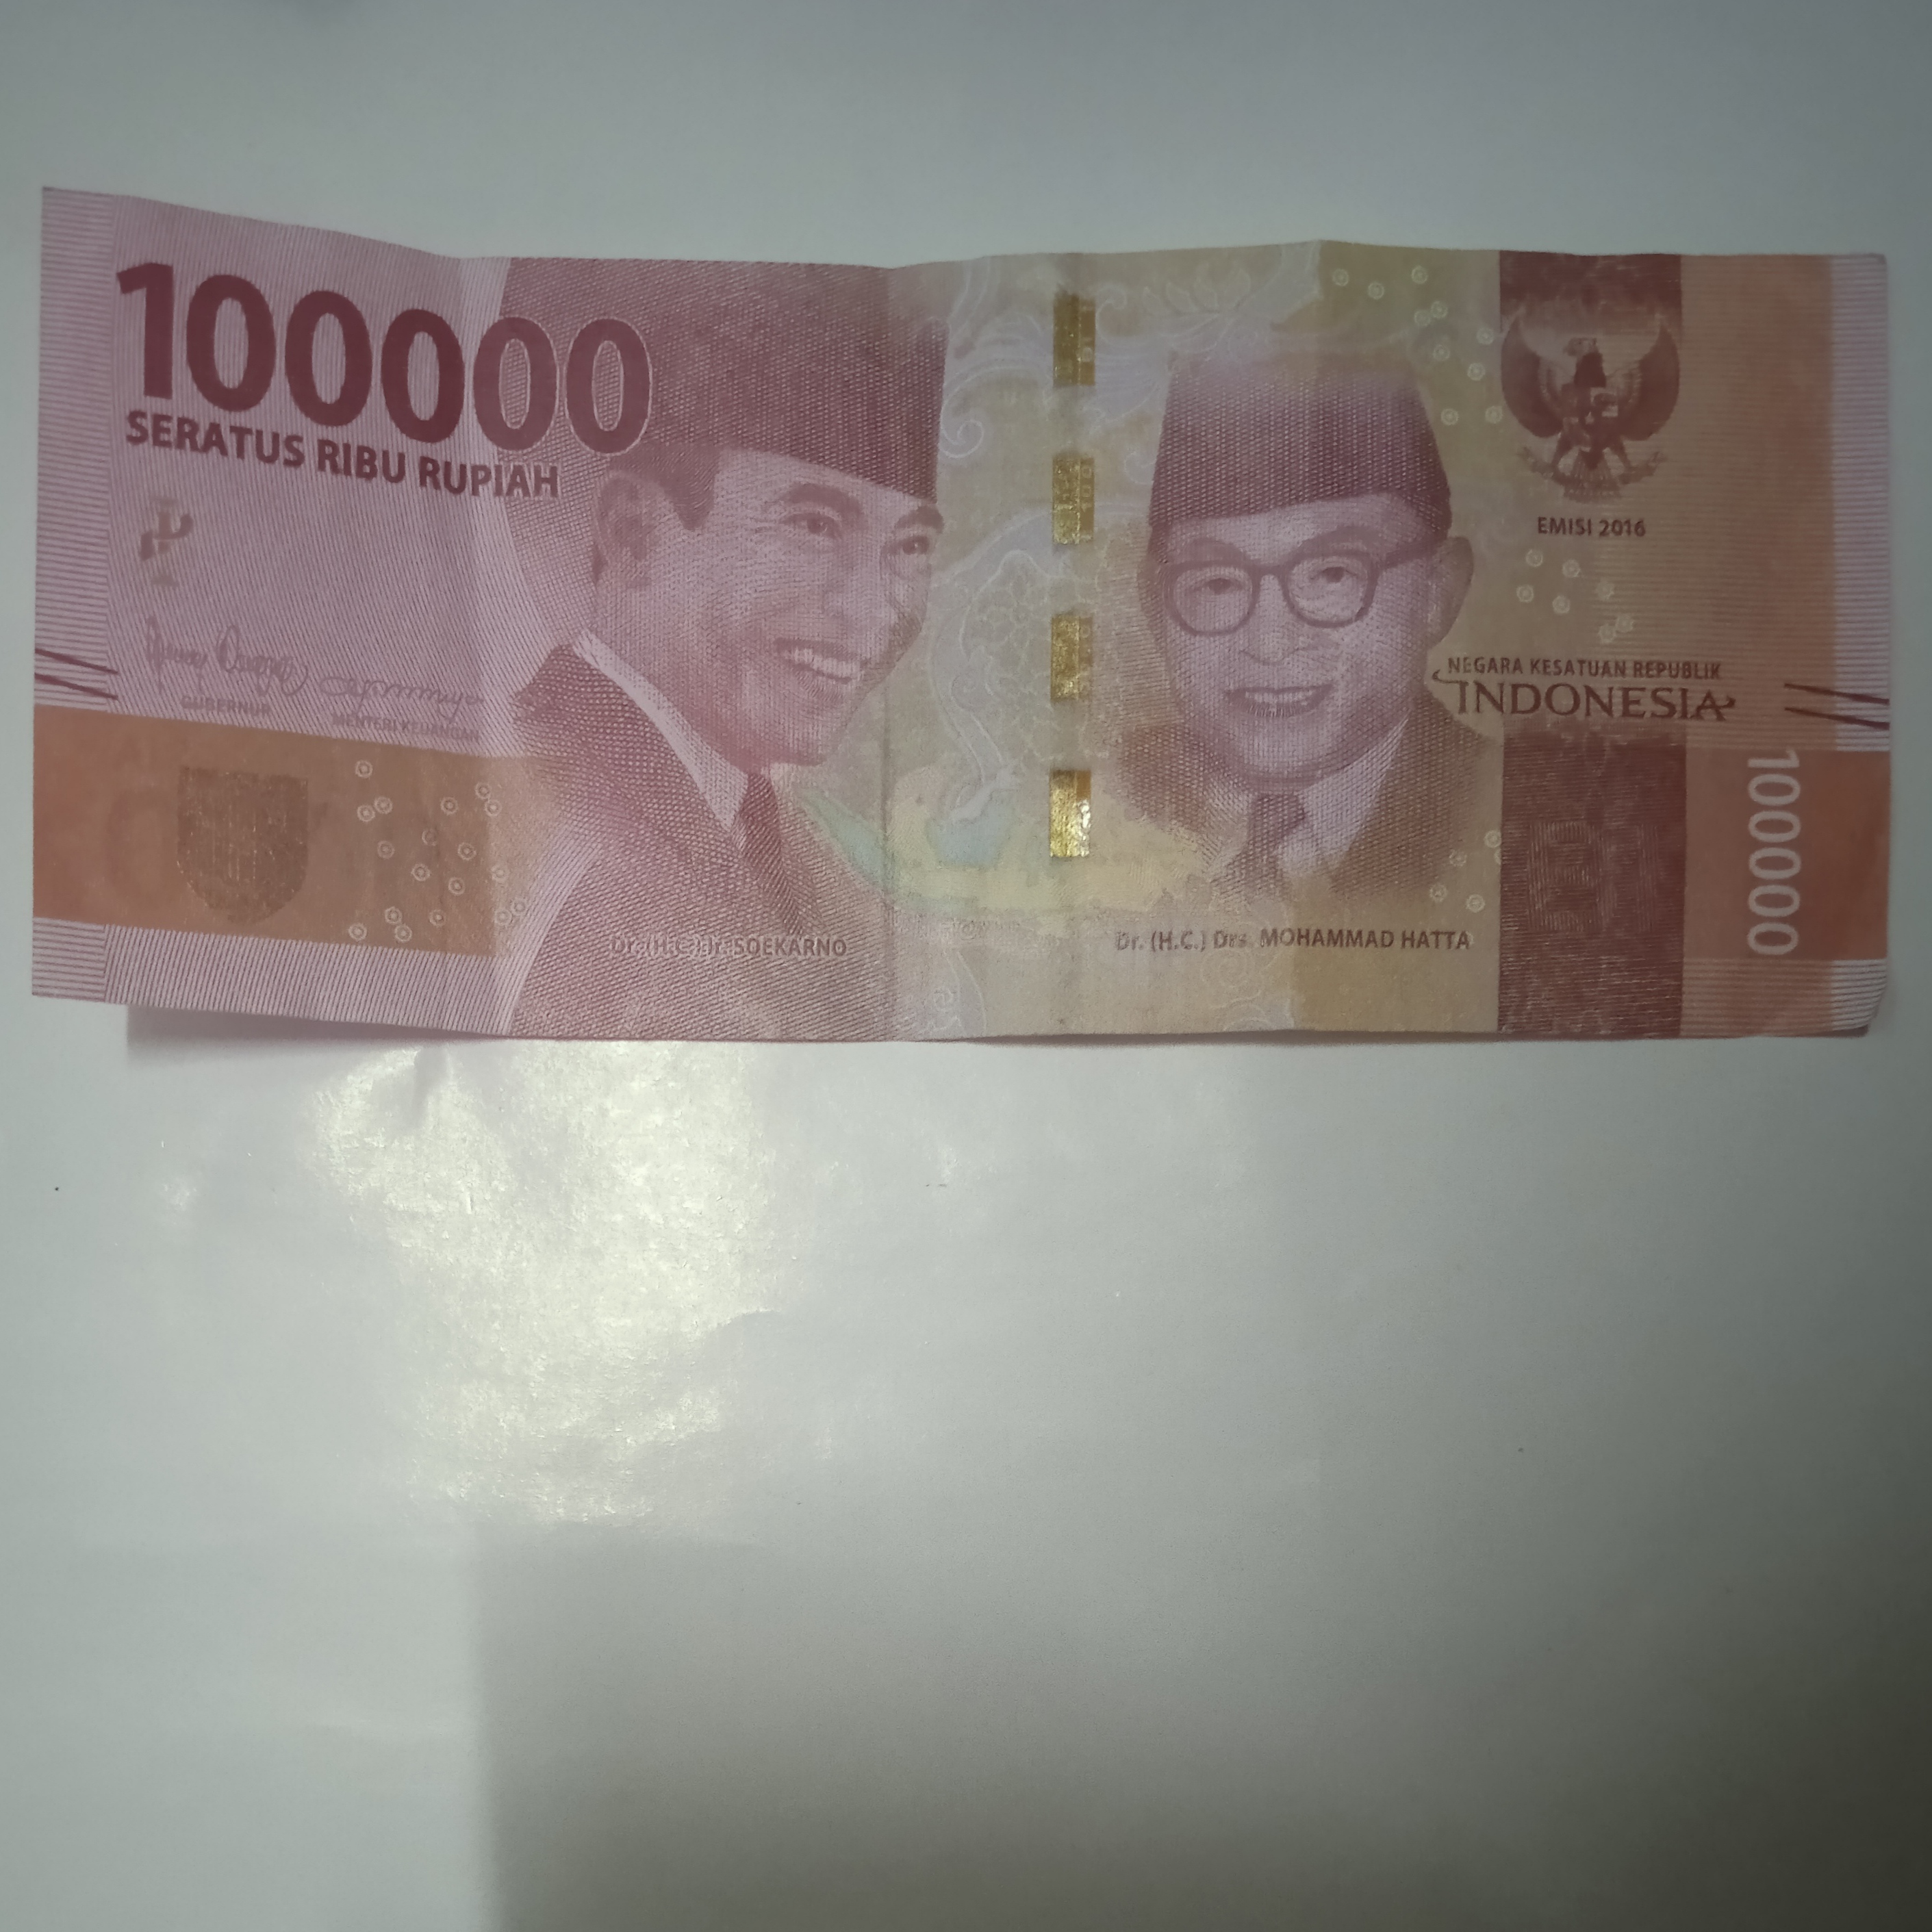 100000
SERATUS RIBU RUPIAH
GUBERNUR
MENTERI KEUANGAN
Dr. (H.C.) Ir. SOEKARNO
Dr. (H.C.) Drs. MOHAMMAD HATTA
EMISI 2016
NEGARA KESATUAN REPUBLIK
INDONESIA
100000